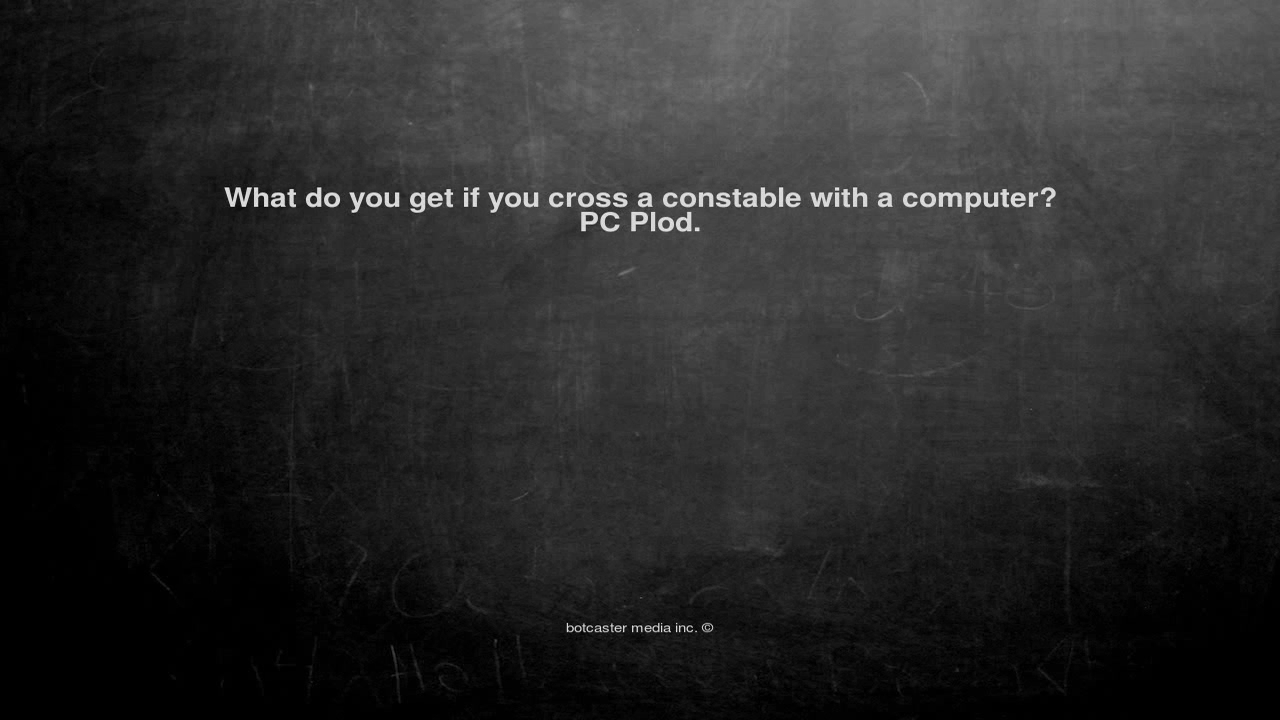 What do you get if you cross a constable with a computer?
PC Plod.
botcaster media inc. ©